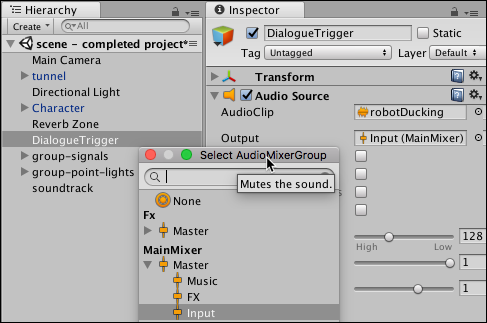 Hierarchy
Create
All
scene - completed project*
Main Camera
tunnel
Directional Light
Character
Reverb Zone
DialogueTrigger
group-signals
group-point-lights
soundtrack
Inspector
DialogueTrigger
Static
Tag Untagged Layer Default
Transform
Audio Source
AudioClip robotDucking
Output Input (MainMixer)
Select AudioMixerGroup
Mutes the sound.
None
Fx
Master
MainMixer
Master
Music
FX
Input
128
High Low
1
1